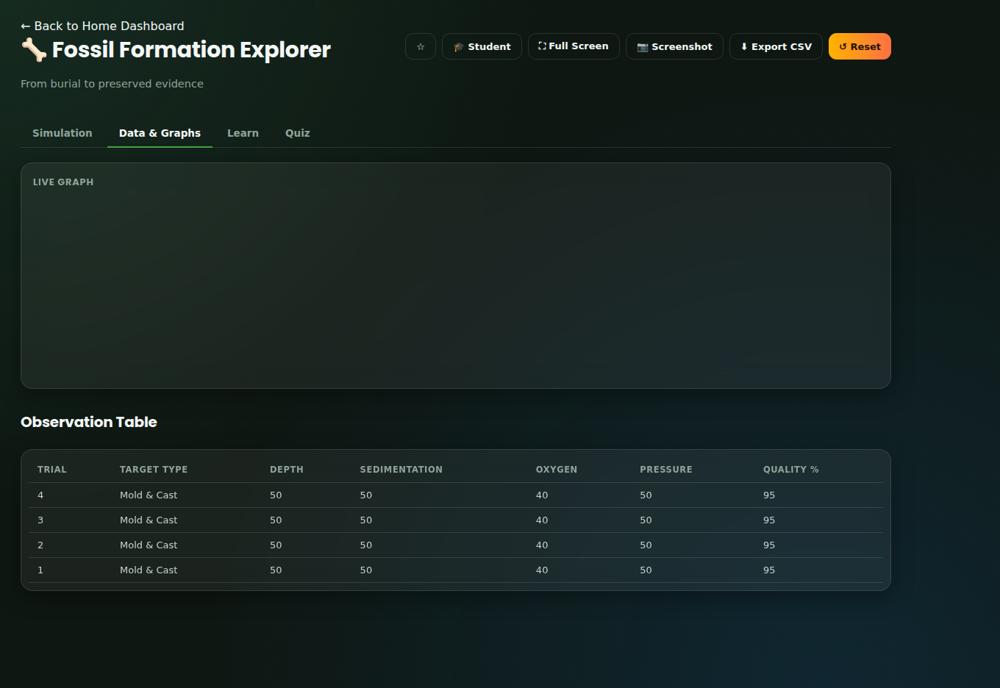 ← Back to Home Dashboard
🦴 Fossil Formation Explorer
☆
🎓 Student
⛶ Full Screen
📷 Screenshot
⬇ Export CSV
↺ Reset
From burial to preserved evidence
Simulation
Data & Graphs
Learn
Quiz
LIVE GRAPH
Observation Table
TRIAL TARGET TYPE DEPTH SEDIMENTATION OXYGEN PRESSURE QUALITY %
4 Mold & Cast 50 50 40 50 95
3 Mold & Cast 50 50 40 50 95
2 Mold & Cast 50 50 40 50 95
1 Mold & Cast 50 50 40 50 95